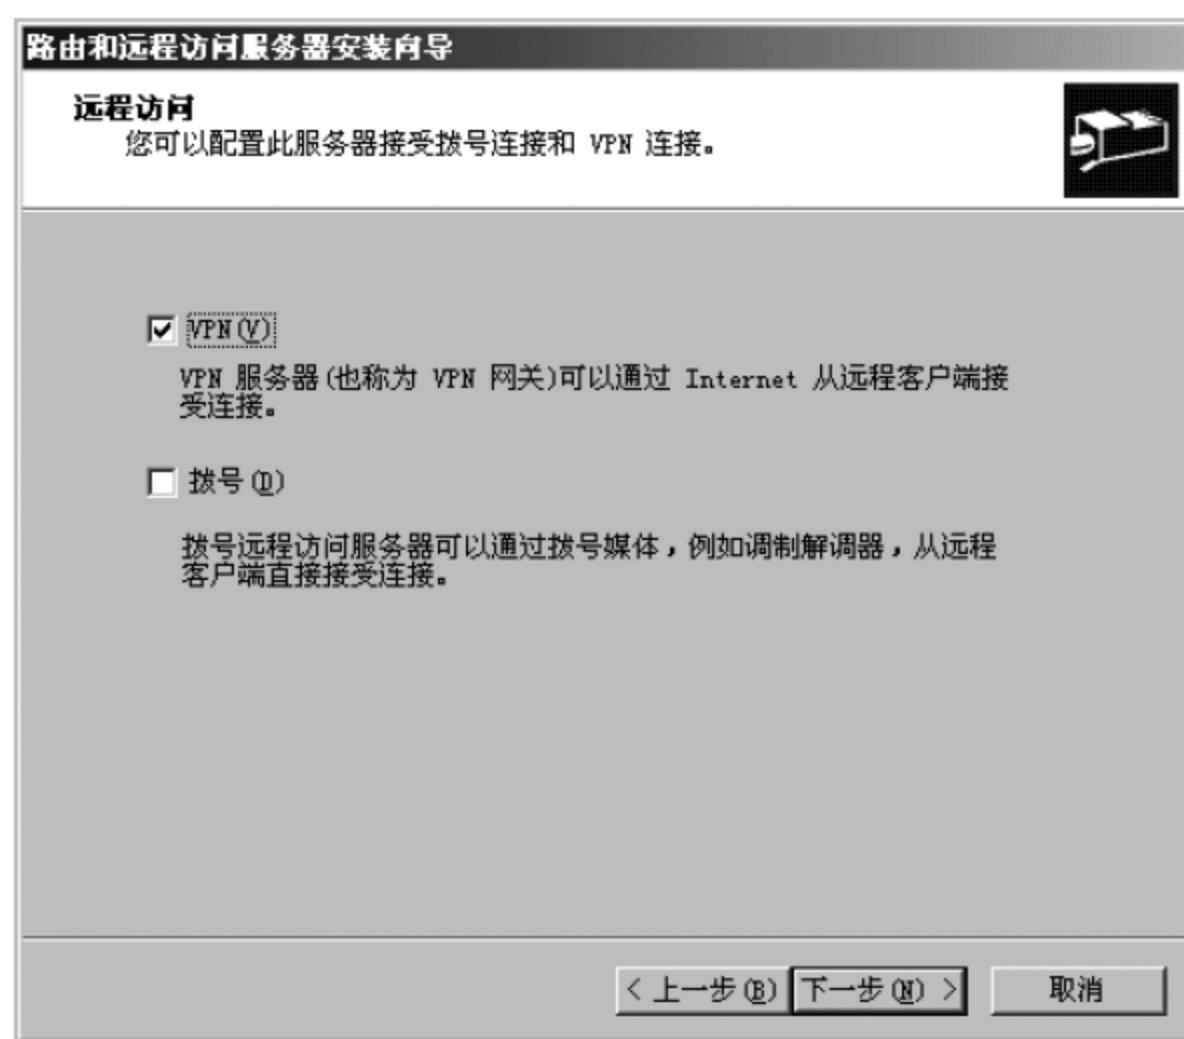 路由和远程访问服务器安装向导
远程访问
您可以配置此服务器接受拨号连接和 VPN 连接。
VPN(V)
VPN 服务器(也称为 VPN 网关)可以通过 Internet 从远程客户端接
受连接。
拨号(D)
拨号远程访问服务器可以通过拨号媒体，例如调制解调器，从远程
客户端直接接受连接。
< 上一步(B) 下一步(N) > 取消